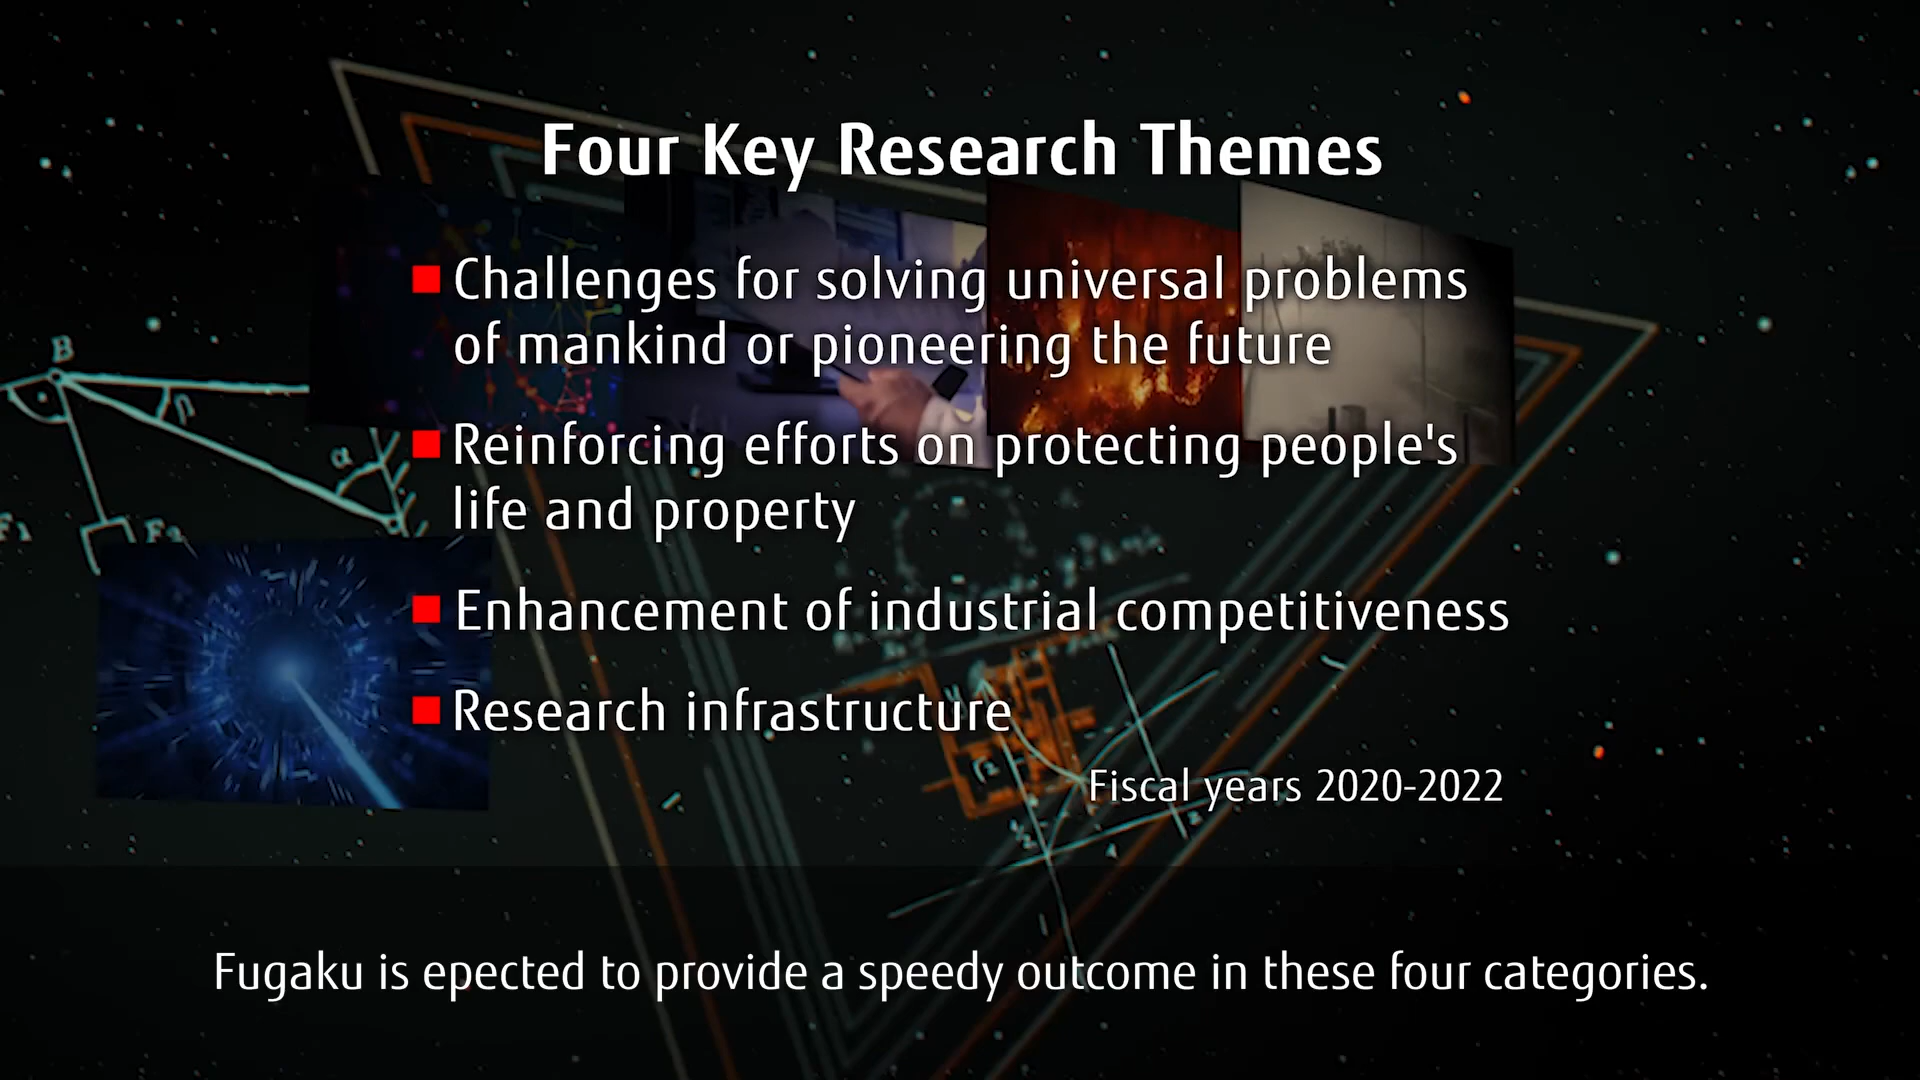 Four Key Research Themes
Challenges for solving universal problems
of mankind or pioneering the future
Reinforcing efforts on protecting people's
life and property
Enhancement of industrial competitiveness
Research infrastructure
Fiscal years 2020-2022
B
α
F1
F2
Fugaku is epected to provide a speedy outcome in these four categories.